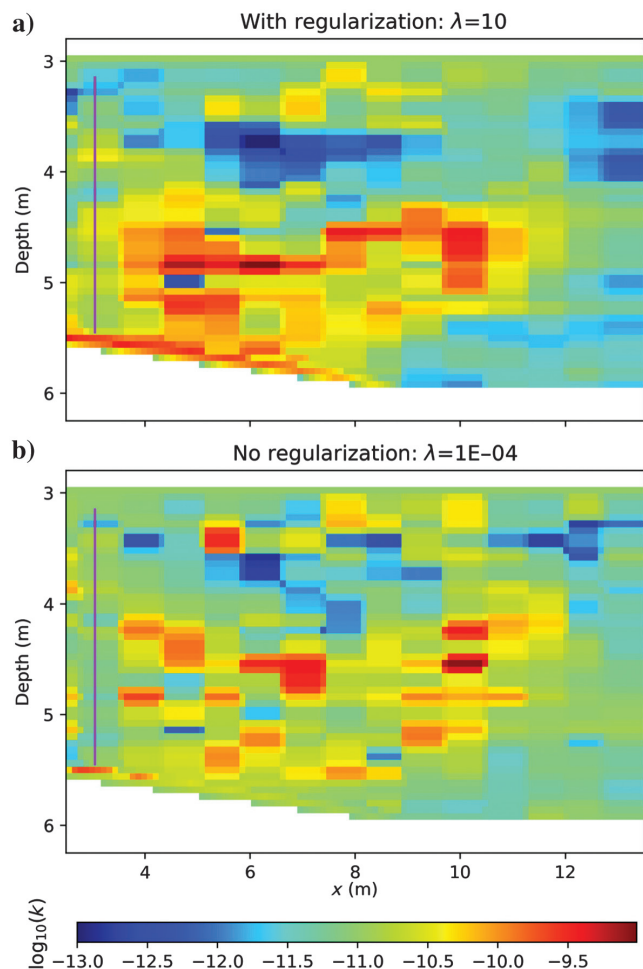 a)
With regularization: λ=10
3
4
5
6
Depth (m)
b)
No regularization: λ=1E−04
3
4
5
6
Depth (m)
4 6 8 10 12
x (m)
log10(k)
−13.0 −12.5 −12.0 −11.5 −11.0 −10.5 −10.0 −9.5